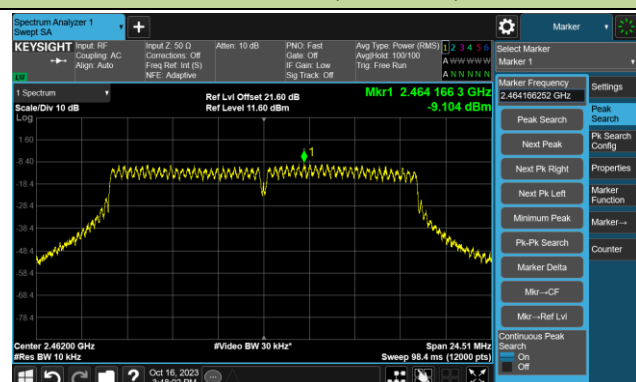 Spectrum Analyzer 1
Swept SA
+
Marker
KEYSIGHT
Input: RF
Coupling: AC
Align: Auto
Input Z: 50 Ω
Corrections: Off
Freq Ref: Int (S)
NFE: Adaptive
Atten: 10 dB
PNO: Fast
Gate: Off
IF Gain: Low
Sig Track: Off
Avg Type: Power (RMS)
Avg|Hold: 100/100
Trig: Free Run
1 2 3 4 5 6
A W W W W W
A N N N N N
LXI
Select Marker
Marker 1
1 Spectrum
Scale/Div 10 dB
Log
Ref Lvl Offset 21.60 dB
Ref Level 11.60 dBm
Mkr1 2.464 166 3 GHz
-9.104 dBm
1.60
-8.40
-18.4
-28.4
-38.4
-48.4
-58.4
-68.4
-78.4
1
Center 2.46200 GHz
#Res BW 10 kHz
#Video BW 30 kHz*
Span 24.51 MHz
Sweep 98.4 ms (12000 pts)
Marker Frequency
2.464166252 GHz
Peak Search
Next Peak
Next Pk Right
Next Pk Left
Minimum Peak
Pk-Pk Search
Marker Delta
Mkr→CF
Mkr→Ref Lvl
Continuous Peak
Search
On
Off
Settings
Peak
Search
Pk Search
Config
Properties
Marker
Function
Marker→
Counter
?
Oct 16, 2023